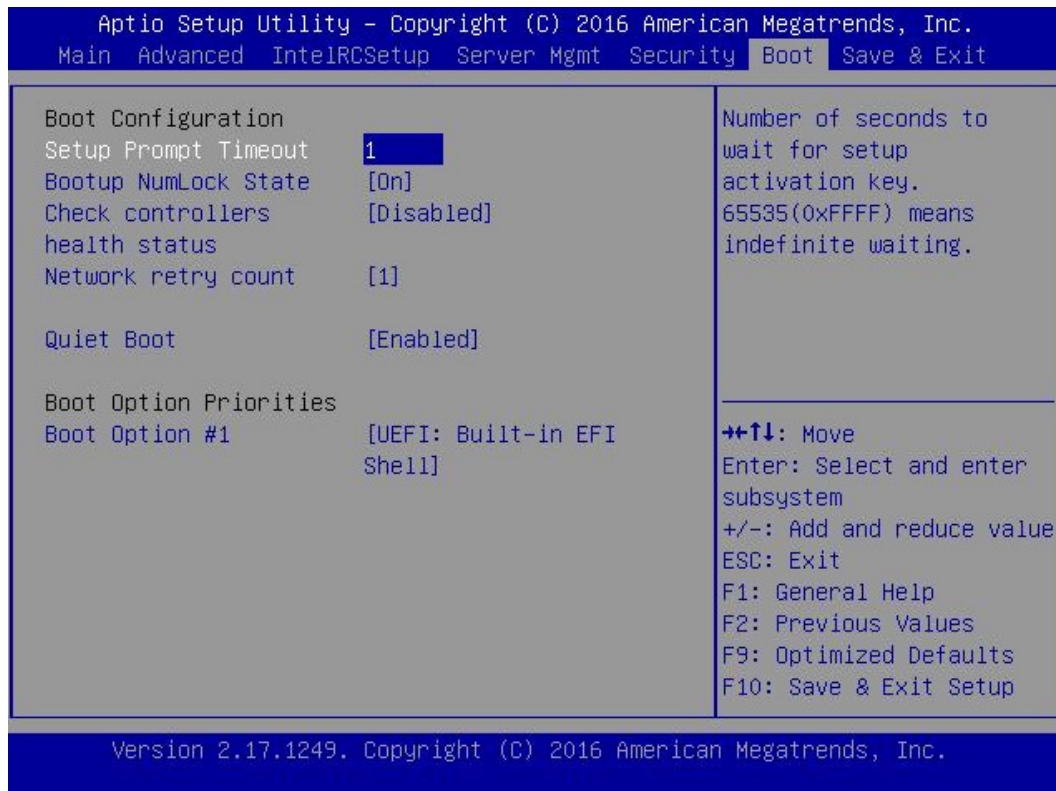 Aptio Setup Utility – Copyright (C) 2016 American Megatrends, Inc.
Main Advanced IntelRCSetup Server Mgmt Security Boot Save & Exit
Boot Configuration
Setup Prompt Timeout 1
Bootup NumLock State [On]
Check controllers [Disabled]
health status
Network retry count [1]
Quiet Boot [Enabled]
Boot Option Priorities
Boot Option #1 [UEFI: Built-in EFI
Shell]
Number of seconds to
wait for setup
activation key.
65535(0xFFFF) means
indefinite waiting.
→←↑↓: Move
Enter: Select and enter
subsystem
+/-: Add and reduce value
ESC: Exit
F1: General Help
F2: Previous Values
F9: Optimized Defaults
F10: Save & Exit Setup
Version 2.17.1249. Copyright (C) 2016 American Megatrends, Inc.